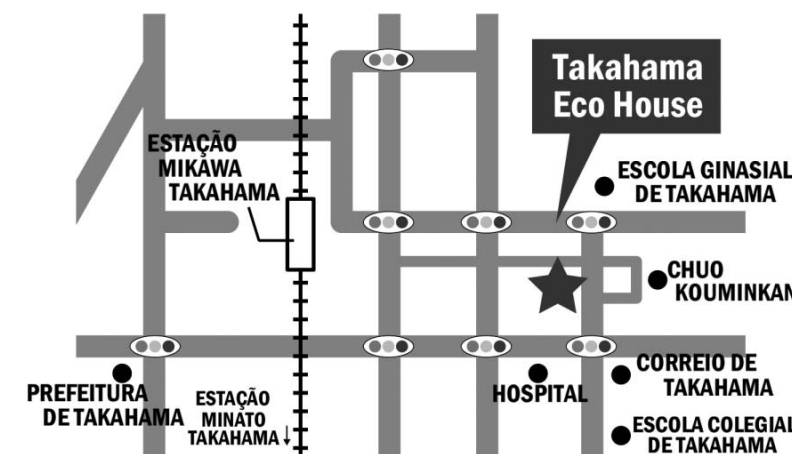 Takahama
Eco House
ESTAÇÃO
MIKAWA
TAKAHAMA
ESCOLA GINASIAL
DE TAKAHAMA
CHUO
KOUMINKAN
PREFEITURA
DE TAKAHAMA
ESTAÇÃO
MINATO
TAKAHAMA↓
HOSPITAL
CORREIO DE
TAKAHAMA
ESCOLA COLEGIAL
DE TAKAHAMA